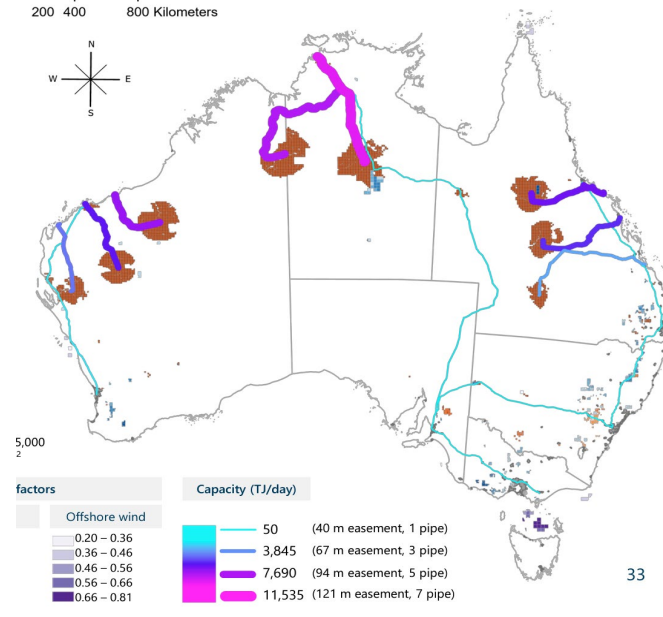 200 400 800 Kilometers
N
W E
S
5,000
2
factors
Offshore wind
0.20 – 0.36
0.36 – 0.46
0.46 – 0.56
0.56 – 0.66
0.66 – 0.81
Capacity (TJ/day)
50 (40 m easement, 1 pipe)
3,845 (67 m easement, 3 pipe)
7,690 (94 m easement, 5 pipe)
11,535 (121 m easement, 7 pipe)
33